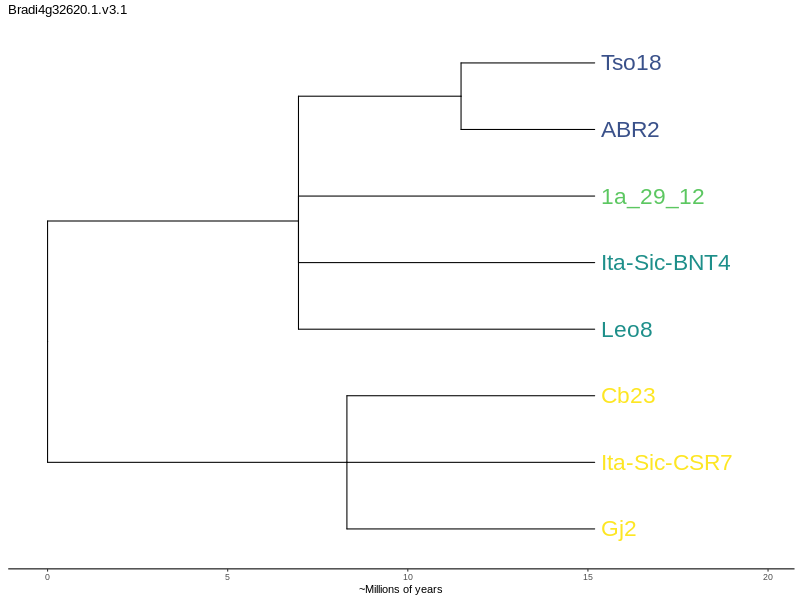 Bradi4g32620.1.v3.1
Tso18
ABR2
1a_29_12
Ita-Sic-BNT4
Leo8
Cb23
Ita-Sic-CSR7
Gj2
0 5 10 15 20
~Millions of years